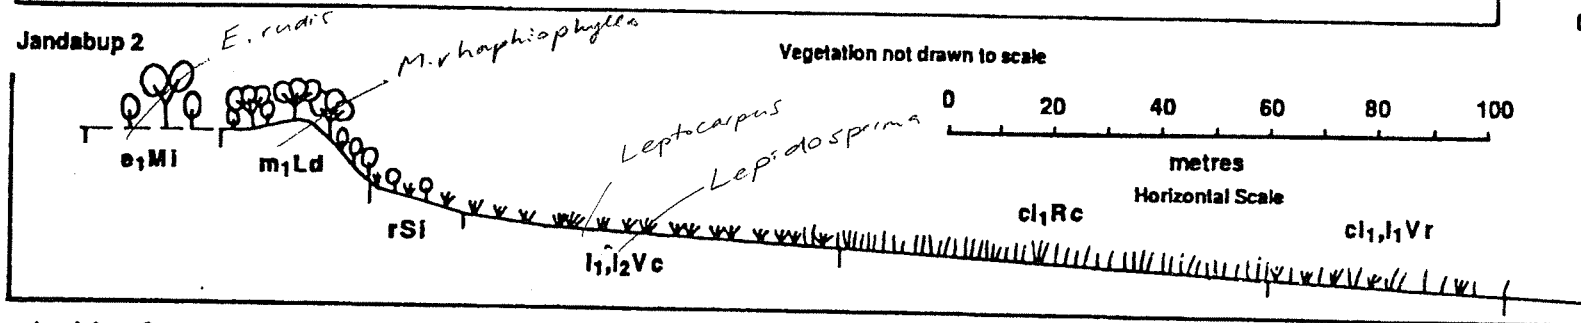 Jandabup 2
E. rudis
M. rhaphiophylla
Vegetation not drawn to scale
0 20 40 60 80 100
metres
Horizontal Scale
Leptocarpus
Lepidosperma
e₁Mi
m₁Ld
rSi
l₁,l₂Vc
cl₁Rc
cl₁,l₁Vr